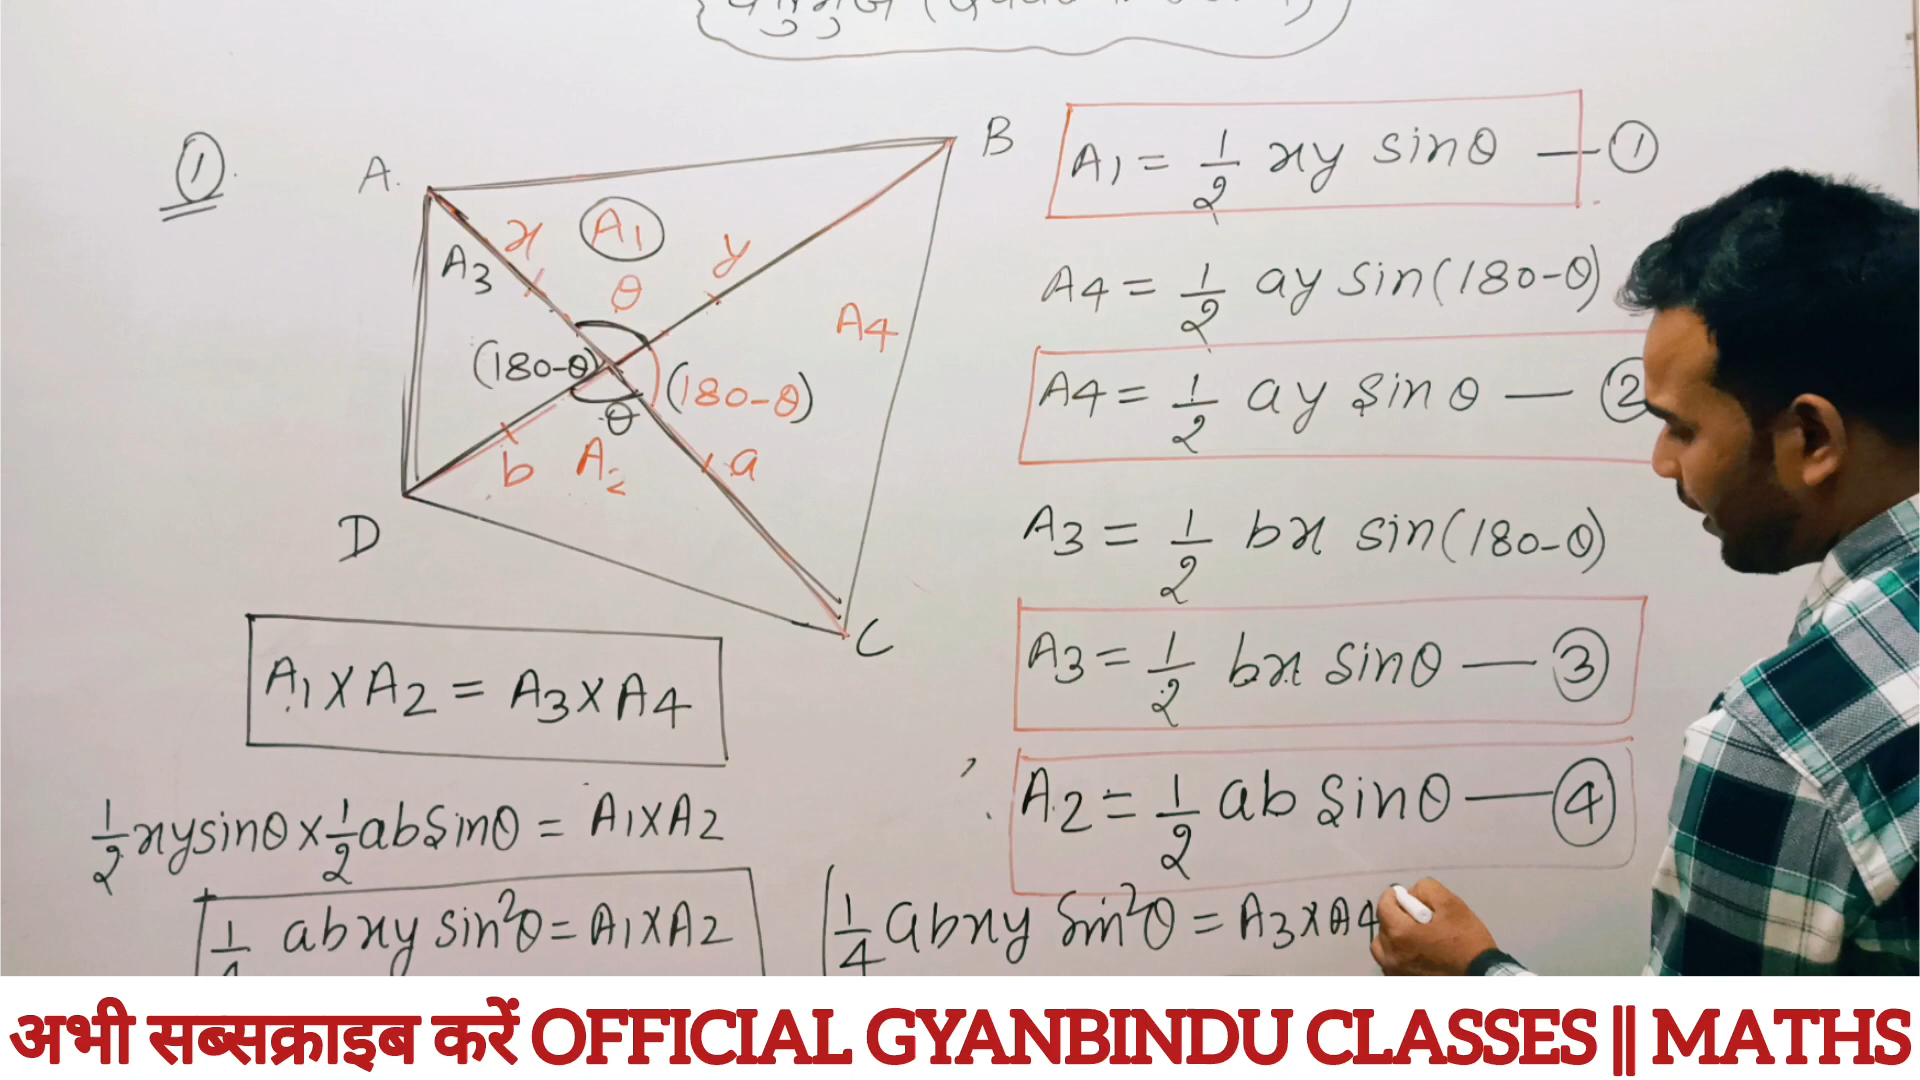 ①
A
B
A₁ = 1/2 xy sinθ — ①
x
A₁
y
A₃
θ
A₄
A₄ = 1/2 ay sin(180-θ)
(180-θ)
(180-θ)
θ
A₄ = 1/2 ay sinθ — ②
b
A₂
a
D
A₃ = 1/2 bx sin(180-θ)
C
A₁ X A₂ = A₃ X A₄
A₃ = 1/2 bx sinθ — ③
A₂ = 1/2 ab sinθ — ④
1/2 xysinθ x 1/2 absinθ = A₁XA₂
1/4 abxy sin²θ = A₁XA₂
1/4 abxy sin²θ = A₃XA₄
अभी सब्सक्राइब करें OFFICIAL GYANBINDU CLASSES || MATHS